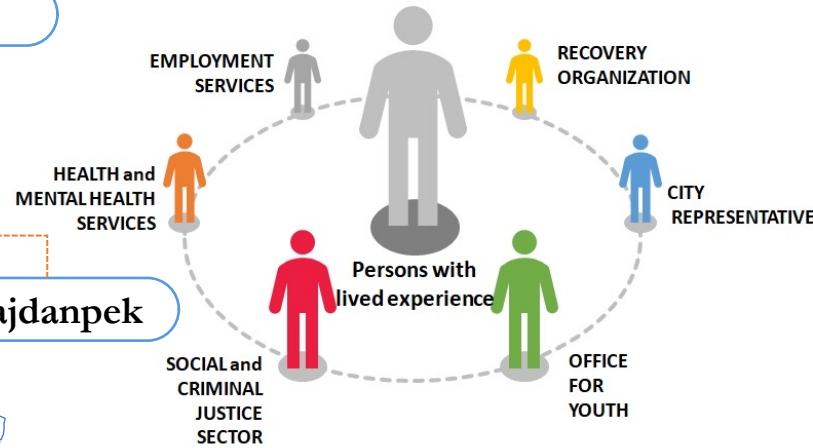 EMPLOYMENT
SERVICES
RECOVERY
ORGANIZATION
HEALTH and
MENTAL HEALTH
SERVICES
CITY
REPRESENTATIVE
Persons with
lived experience
ajdanpek
SOCIAL and
CRIMINAL
JUSTICE
SECTOR
OFFICE
FOR
YOUTH